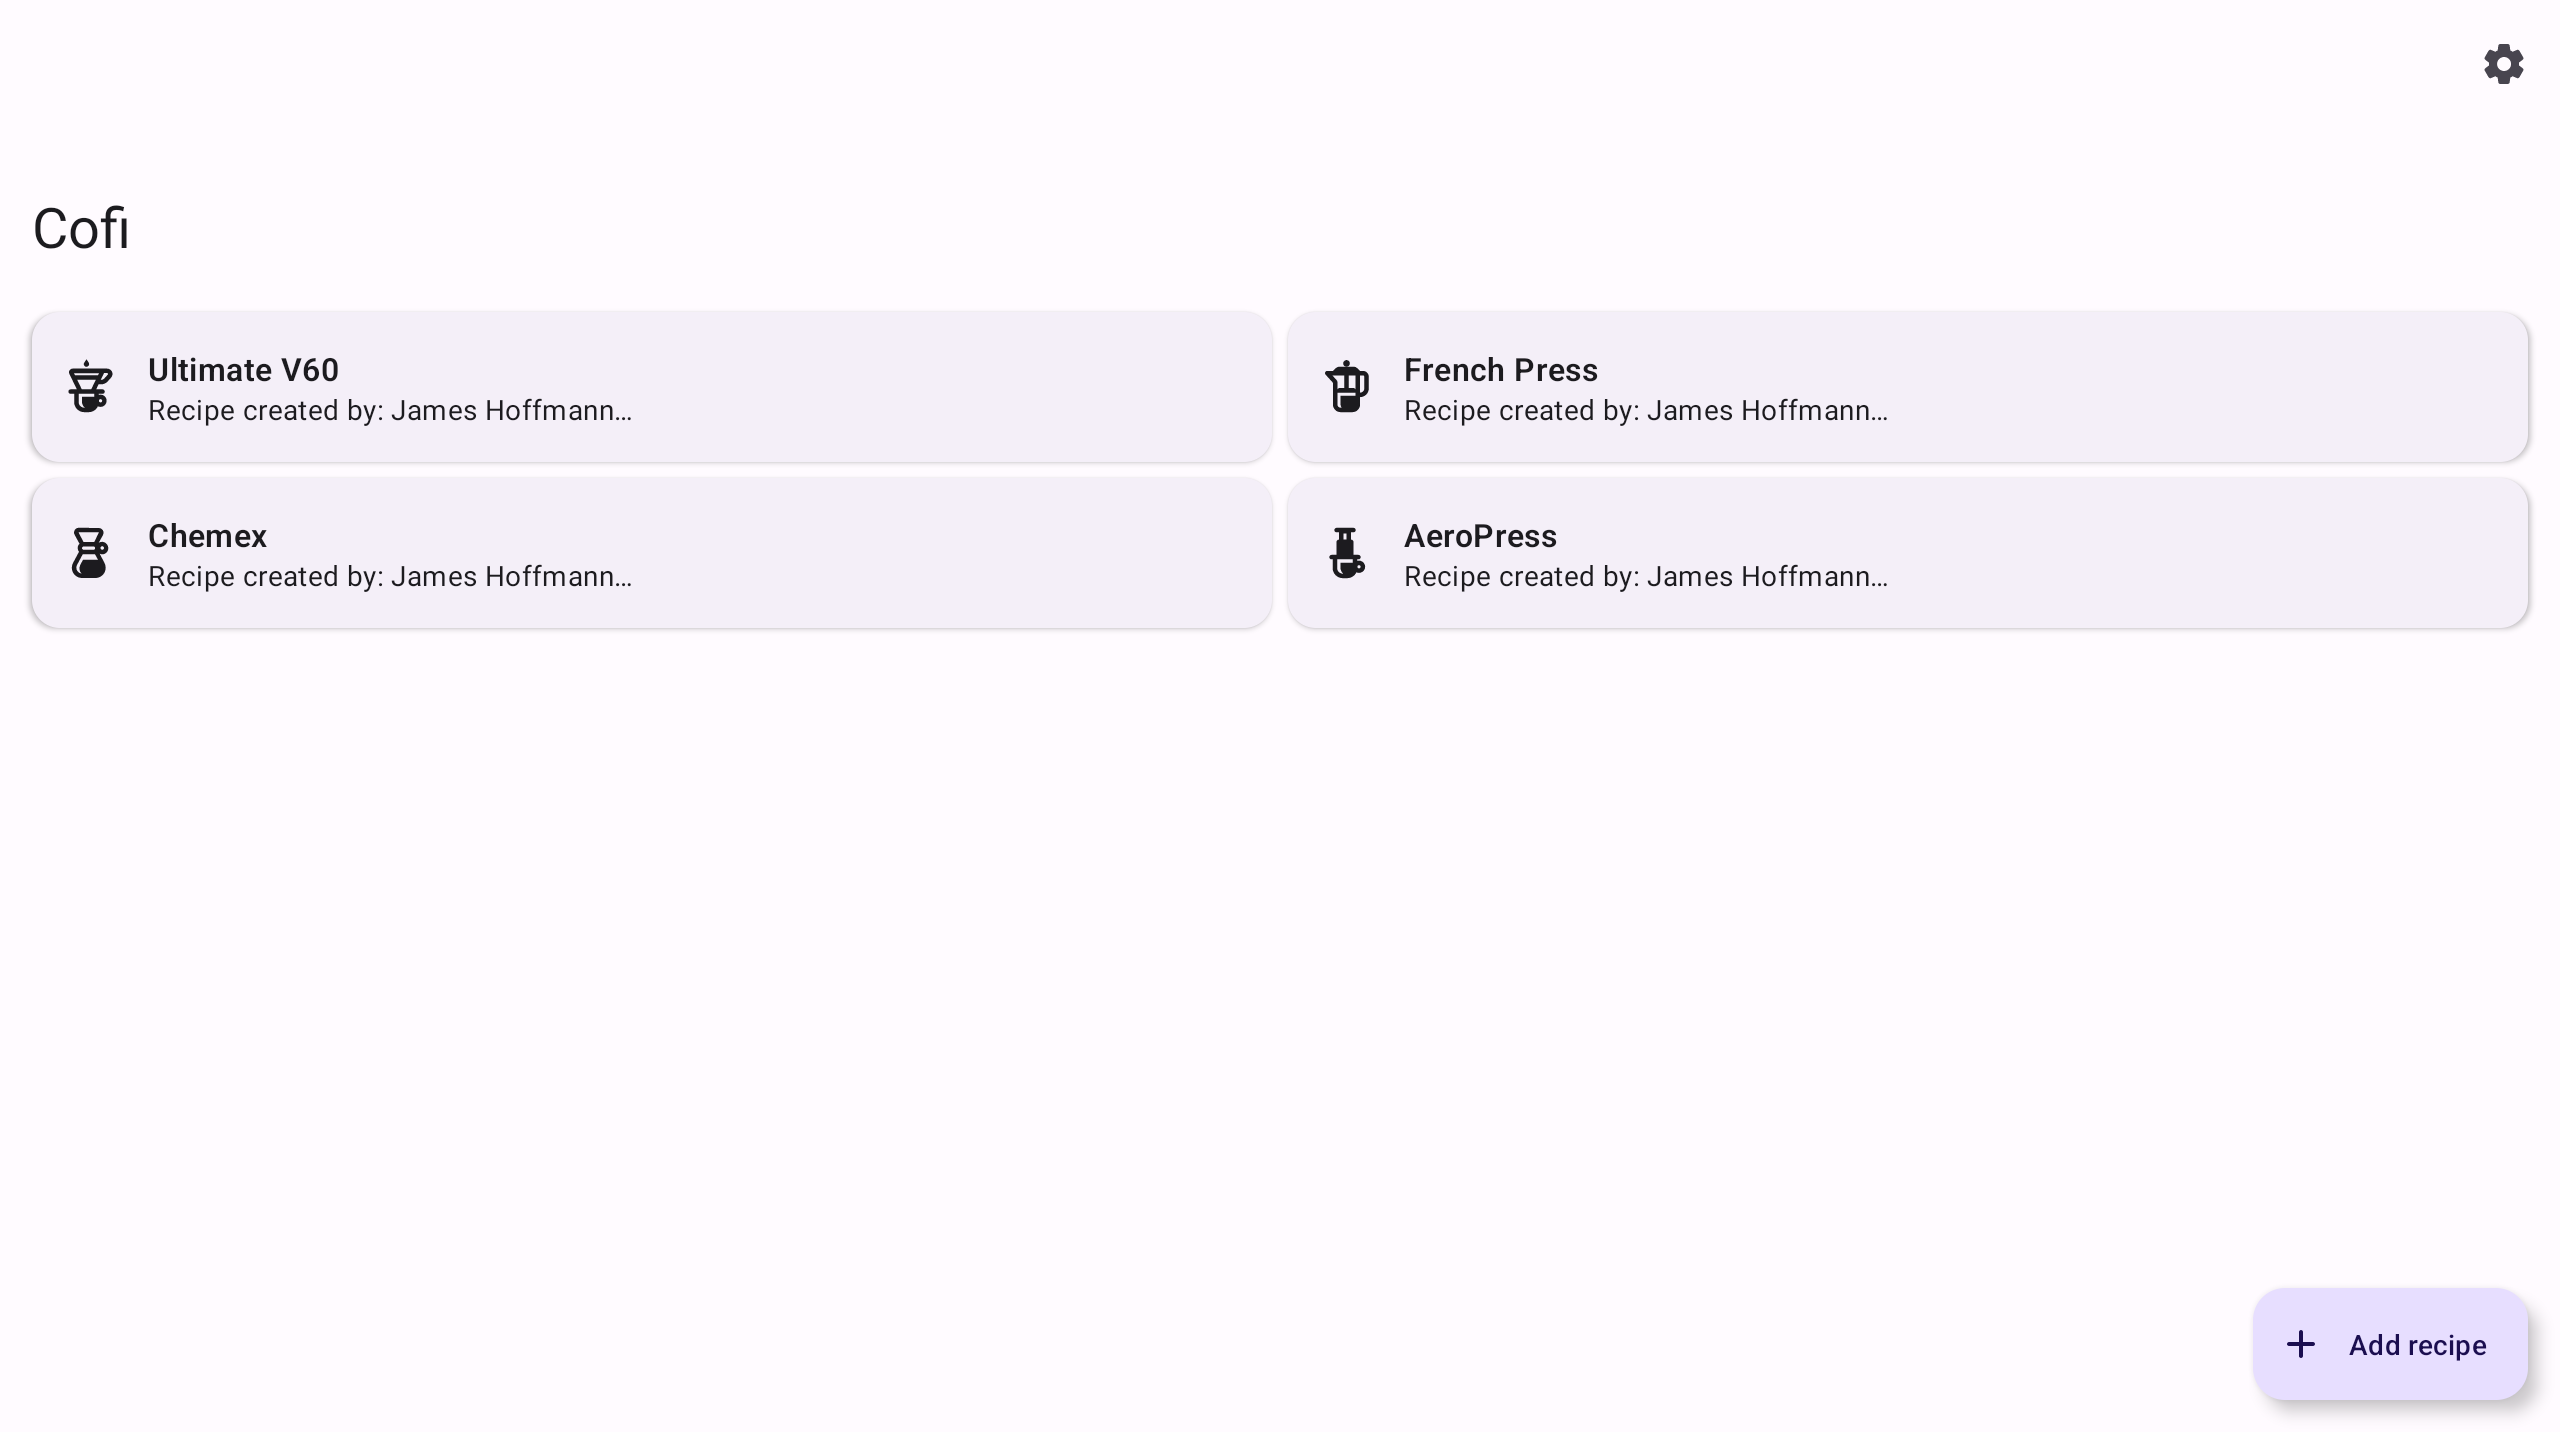 Cofi
Ultimate V60
Recipe created by: James Hoffmann…
French Press
Recipe created by: James Hoffmann…
Chemex
Recipe created by: James Hoffmann…
AeroPress
Recipe created by: James Hoffmann…
Add recipe